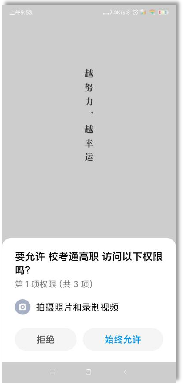 越努力，越幸运
要允许 校考通高职 访问以下权限
吗？
第 1 项权限 (共 3 项)
拍摄照片和录制视频
拒绝
始终允许